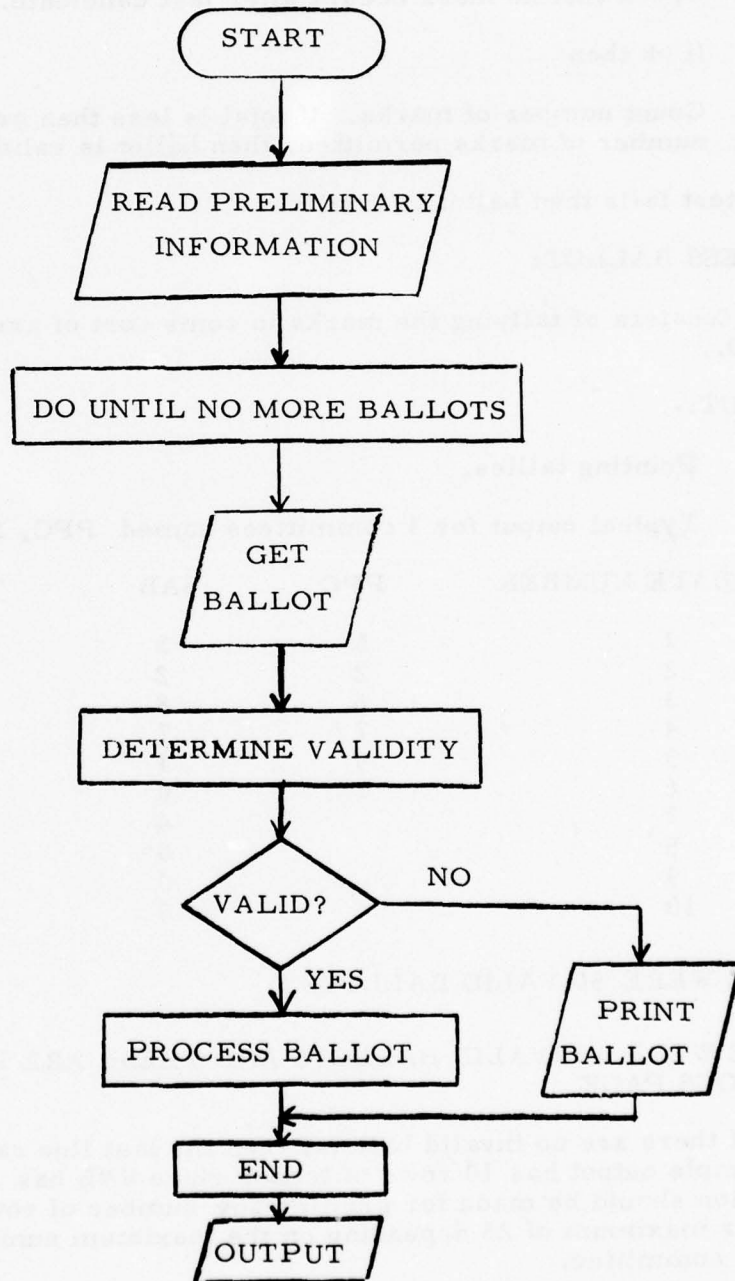 START
READ PRELIMINARY
INFORMATION
DO UNTIL NO MORE BALLOTS
GET
BALLOT
DETERMINE VALIDITY
VALID?
NO
YES
PROCESS BALLOT
PRINT
BALLOT
END
OUTPUT